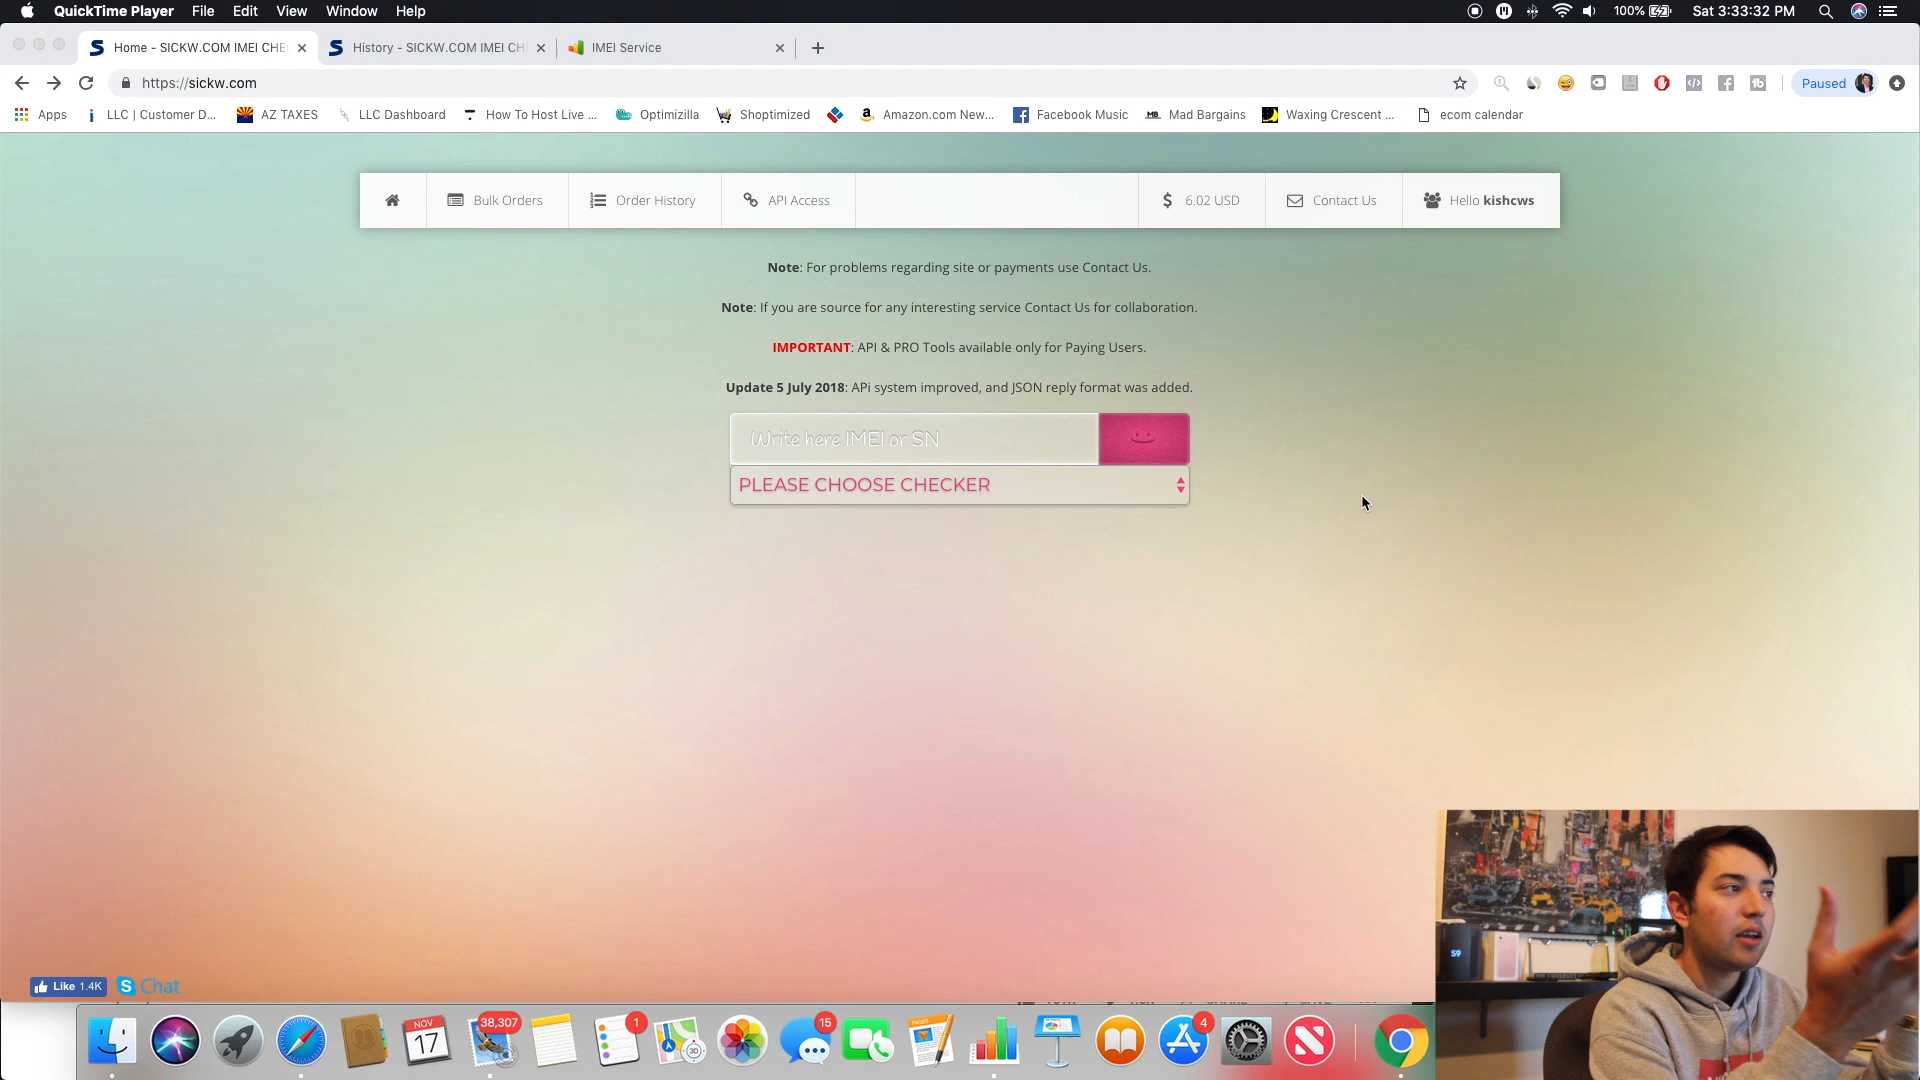 QuickTime Player File Edit View Window Help 100% Sat 3:33:32 PM
Home - SICKW.COM IMEI CHE
History - SICKW.COM IMEI CH
IMEI Service
https://sickw.com
Paused
Apps
LLC | Customer D...
AZ TAXES
LLC Dashboard
How To Host Live ...
Optimizilla
Shoptimized
Amazon.com New...
Facebook Music
MB Mad Bargains
Waxing Crescent ...
ecom calendar
Bulk Orders
Order History
API Access
$ 6.02 USD
Contact Us
Hello kishcws
Note: For problems regarding site or payments use Contact Us.
Note: If you are source for any interesting service Contact Us for collaboration.
IMPORTANT: API & PRO Tools available only for Paying Users.
Update 5 July 2018: APi system improved, and JSON reply format was added.
Write here IMEI or SN
PLEASE CHOOSE CHECKER
S9
Like 1.4K
Chat
NOV
17
38,307
1
3D
15
PAGES
4